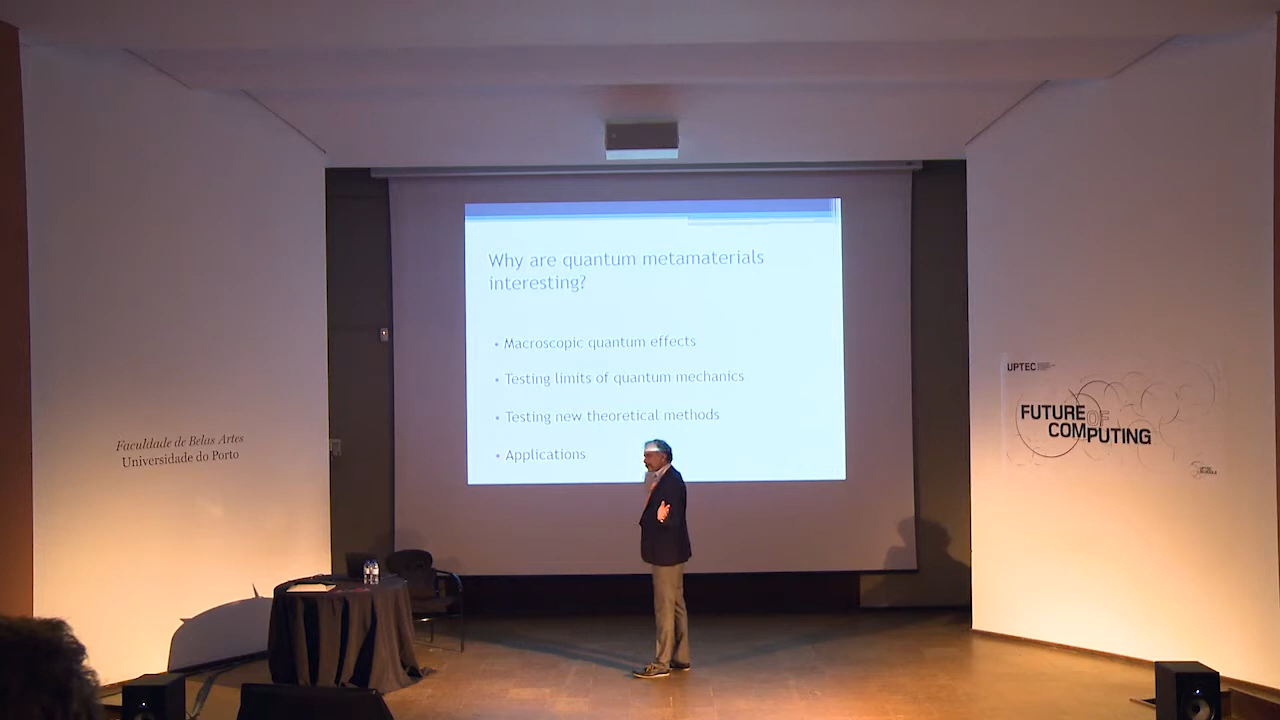 Why are quantum metamaterials
interesting?
• Macroscopic quantum effects
• Testing limits of quantum mechanics
• Testing new theoretical methods
• Applications
Faculdade de Belas Artes
Universidade do Porto
UPTEC
FUTURE OF
COMPUTING